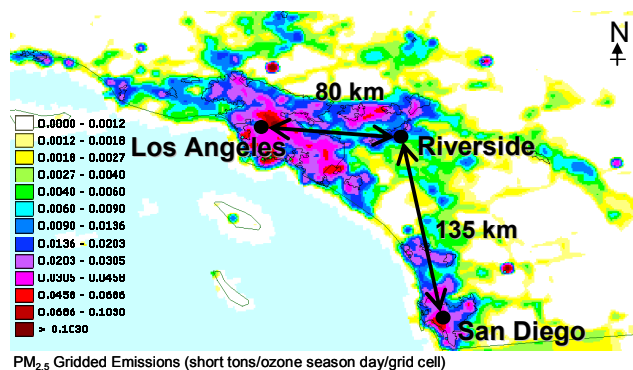 N
80 km
Los Angeles
Riverside
135 km
San Diego
0.0000 - 0.0012
0.0012 - 0.0018
0.0018 - 0.0027
0.0027 - 0.0040
0.0040 - 0.0060
0.0060 - 0.0090
0.0090 - 0.0136
0.0136 - 0.0203
0.0203 - 0.0305
0.0305 - 0.0458
0.0458 - 0.0686
0.0686 - 0.1030
> 0.1030
PM2.5 Gridded Emissions (short tons/ozone season day/grid cell)